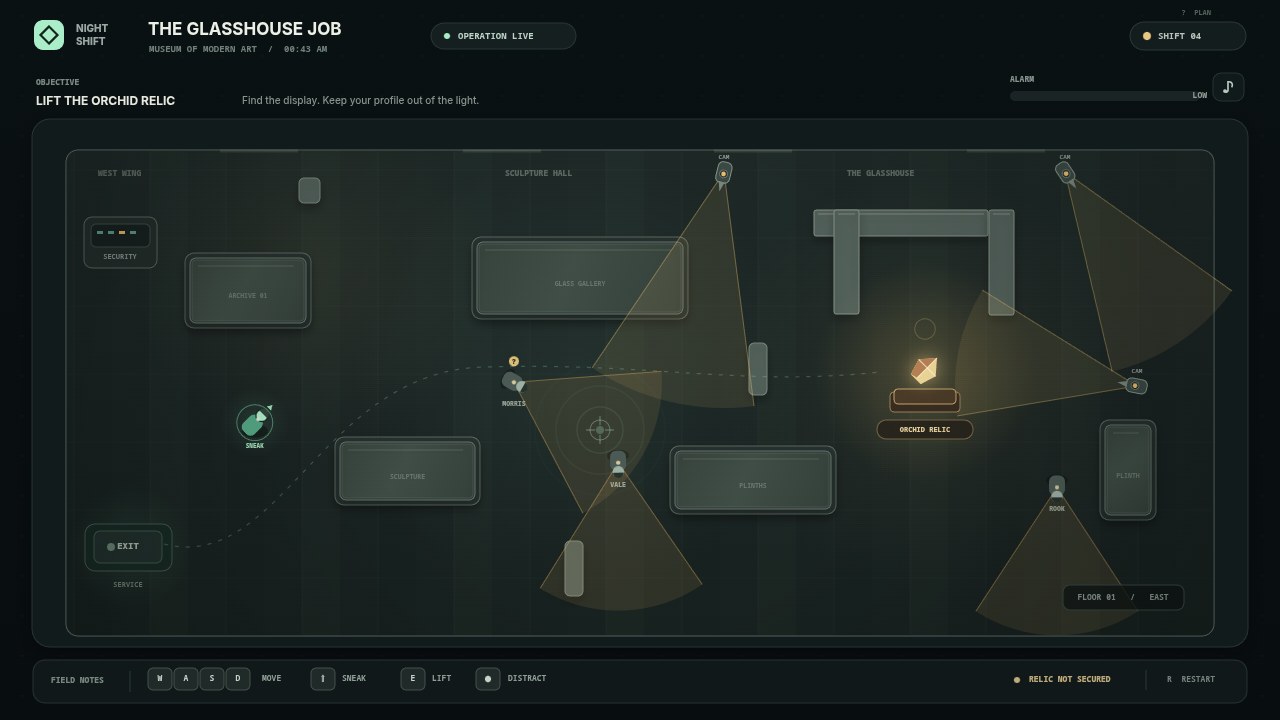 NIGHT
SHIFT
THE GLASSHOUSE JOB
MUSEUM OF MODERN ART / 00:43 AM
OPERATION LIVE
? PLAN
SHIFT 04
OBJECTIVE
LIFT THE ORCHID RELIC
Find the display. Keep your profile out of the light.
ALARM
LOW
WEST WING
SCULPTURE HALL
CAM
THE GLASSHOUSE
CAM
SECURITY
ARCHIVE 01
GLASS GALLERY
?
MORRIS
CAM
SNEAK
ORCHID RELIC
SCULPTURE
VALE
PLINTHS
PLINTH
ROOK
EXIT
SERVICE
FLOOR 01 / EAST
FIELD NOTES
W A S D MOVE
SNEAK
E LIFT
DISTRACT
RELIC NOT SECURED
R RESTART